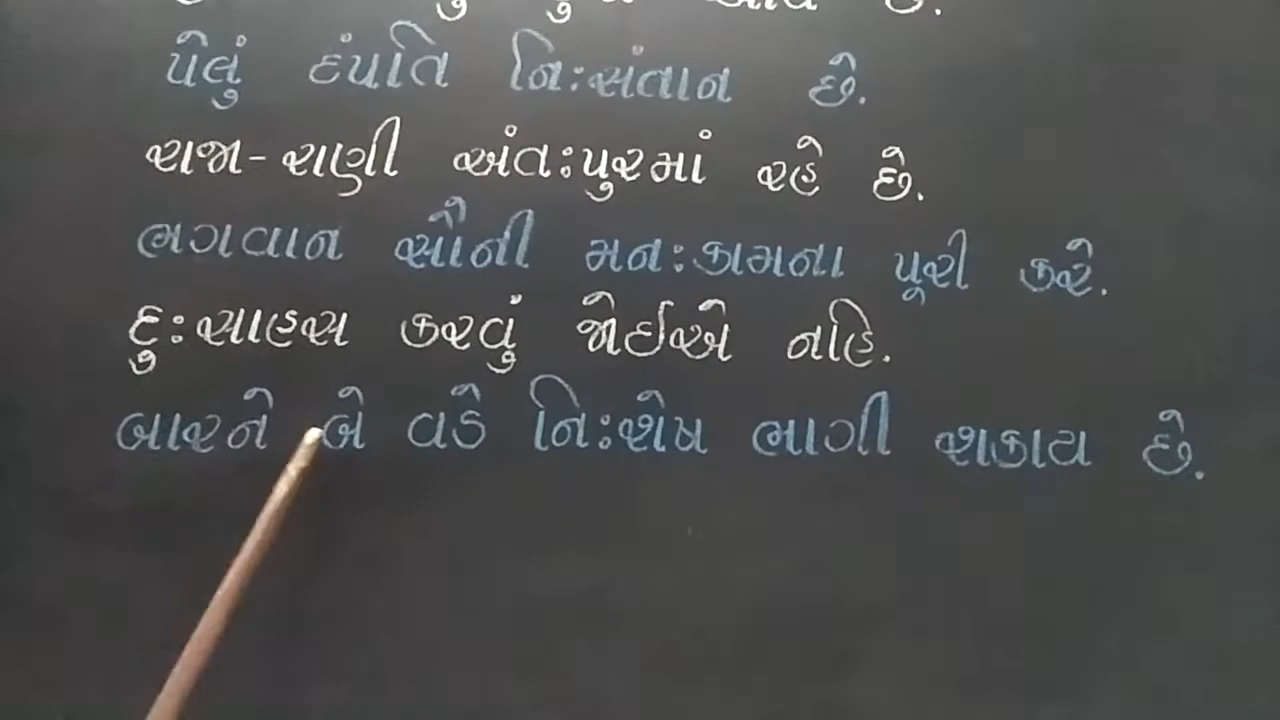 પેલું દંપતિ નિઃસંતાન છે.
રાજા-રાણી અંતઃપુરમાં રહે છે.
ભગવાન સૌની મનઃકામના પૂરી કરે.
દુઃસાહસ કરવું જોઈએ નહિ.
બારને બે વડે નિઃશેષ ભાગી શકાય છે.